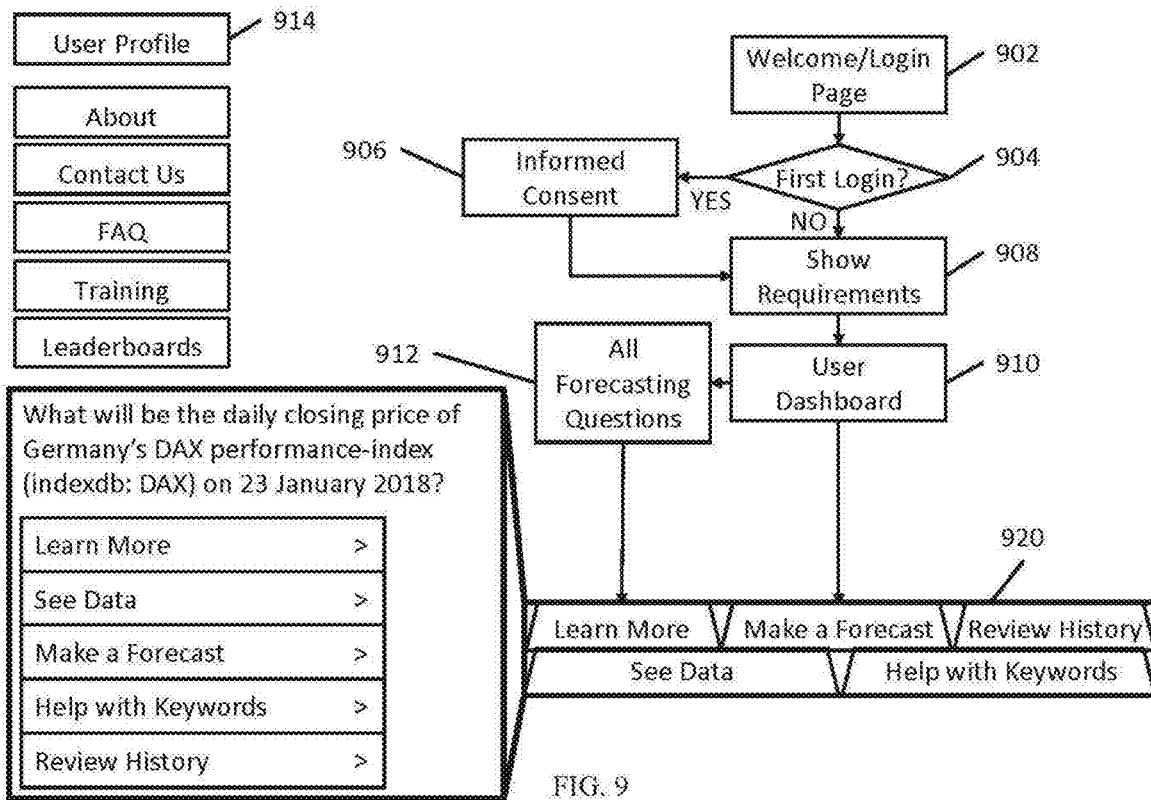 User Profile
914
About
Contact Us
FAQ
Training
Leaderboards
Welcome/Login
Page
902
First Login?
904
YES
NO
906
Informed
Consent
Show
Requirements
908
User
Dashboard
910
912
All
Forecasting
Questions
What will be the daily closing price of
Germany's DAX performance-index
(indexdb: DAX) on 23 January 2018?
Learn More >
See Data >
Make a Forecast >
Help with Keywords >
Review History >
920
Learn More Make a Forecast Review History
See Data Help with Keywords
FIG. 9